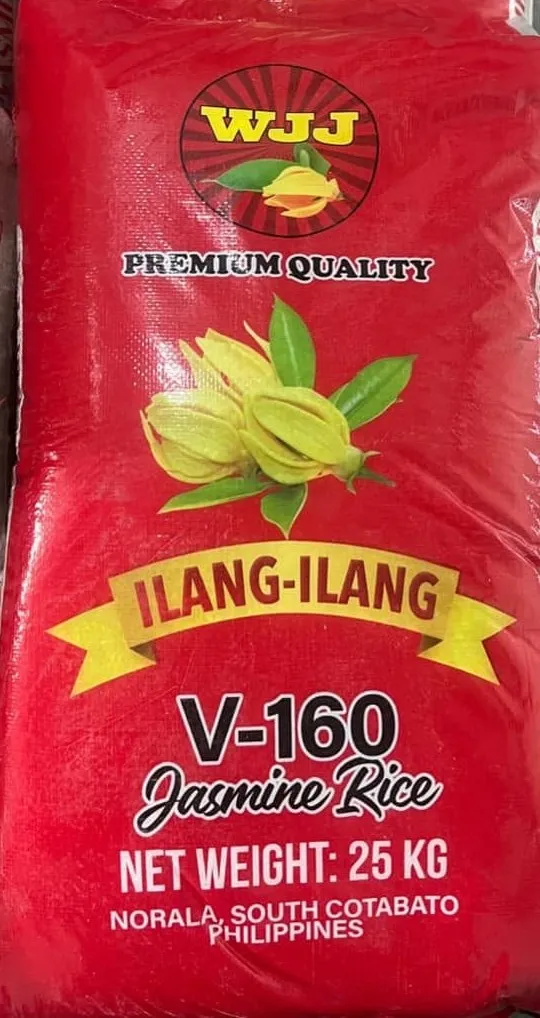 WJJ
PREMIUM QUALITY
ILANG-ILANG
V-160
Jasmine Rice
NET WEIGHT: 25 KG
NORALA, SOUTH COTABATO
PHILIPPINES